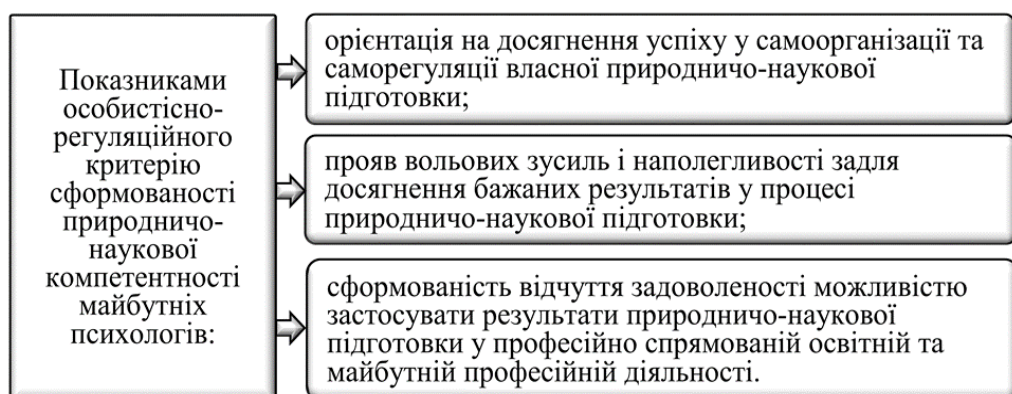 Показниками
особистісно-
регуляційного
критерію
сформованості
природничо-
наукової
компетентності
майбутніх
психологів:
орієнтація на досягнення успіху у самоорганізації та
саморегуляції власної природничо-наукової
підготовки;
прояв вольових зусиль і наполегливості задля
досягнення бажаних результатів у процесі
природничо-наукової підготовки;
сформованість відчуття задоволеності можливістю
застосувати результати природничо-наукової
підготовки у професійно спрямованій освітній та
майбутній професійній діяльності.